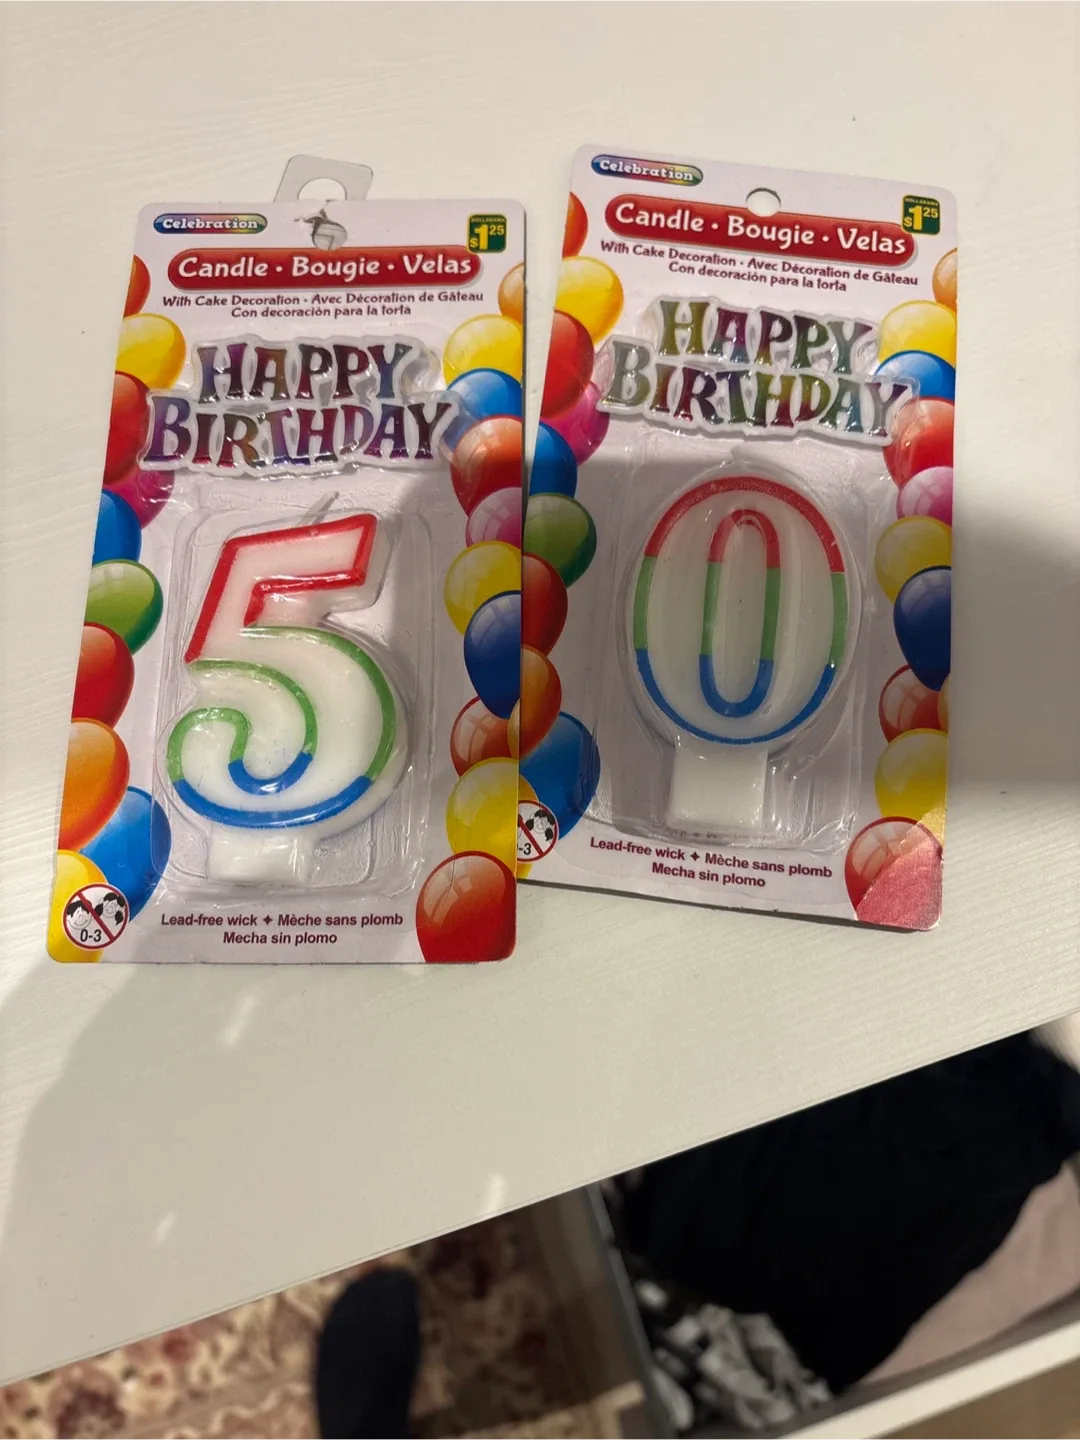 Celebration
DOLLARAMA
$1.25
Candle • Bougie • Velas
With Cake Decoration • Avec Décoration de Gâteau
Con decoración para la torta
HAPPY
BIRTHDAY
5
0-3
Lead-free wick ✦ Mèche sans plomb
Mecha sin plomo
Celebration
DOLLARAMA
$1.25
Candle • Bougie • Velas
With Cake Decoration • Avec Décoration de Gâteau
Con decoración para la torta
HAPPY
BIRTHDAY
0
-3
Lead-free wick ✦ Mèche sans plomb
Mecha sin plomo